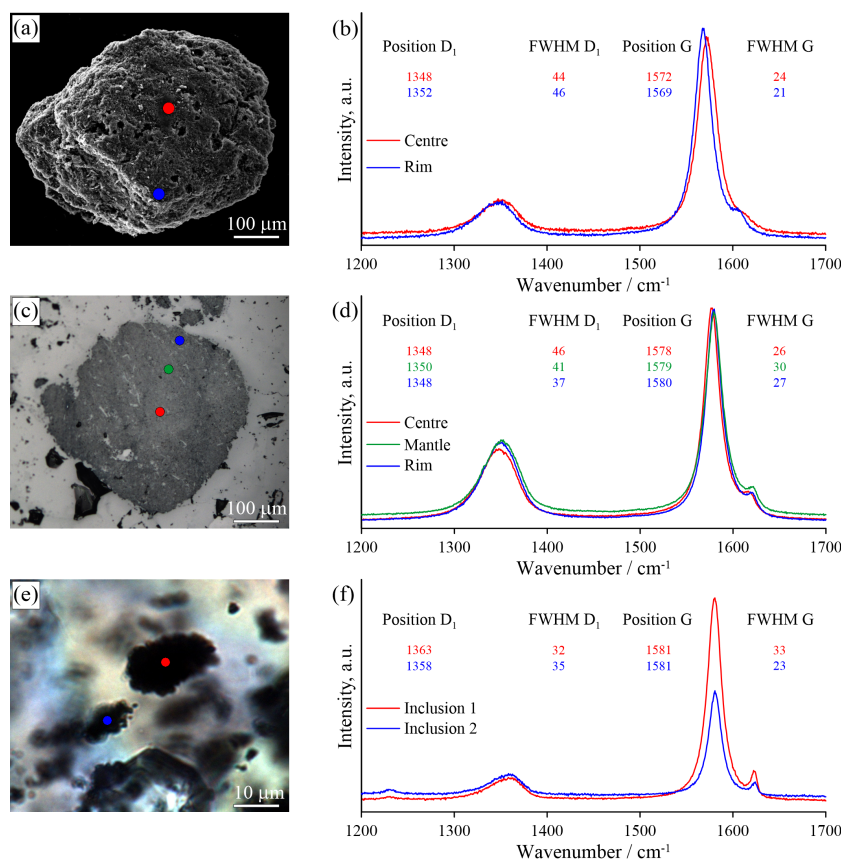 (a)
100 µm
(b)
Position D₁ FWHM D₁ Position G FWHM G
1348 44 1572 24
1352 46 1569 21
Centre
Rim
Intensity, a.u.
1200 1300 1400 1500 1600 1700
Wavenumber / cm⁻¹
(c)
100 µm
(d)
Position D₁ FWHM D₁ Position G FWHM G
1348 46 1578 26
1350 41 1579 30
1348 37 1580 27
Centre
Mantle
Rim
Intensity, a.u.
1200 1300 1400 1500 1600 1700
Wavenumber / cm⁻¹
(e)
10 µm
(f)
Position D₁ FWHM D₁ Position G FWHM G
1363 32 1581 33
1358 35 1581 23
Inclusion 1
Inclusion 2
Intensity, a.u.
1200 1300 1400 1500 1600 1700
Wavenumber / cm⁻¹